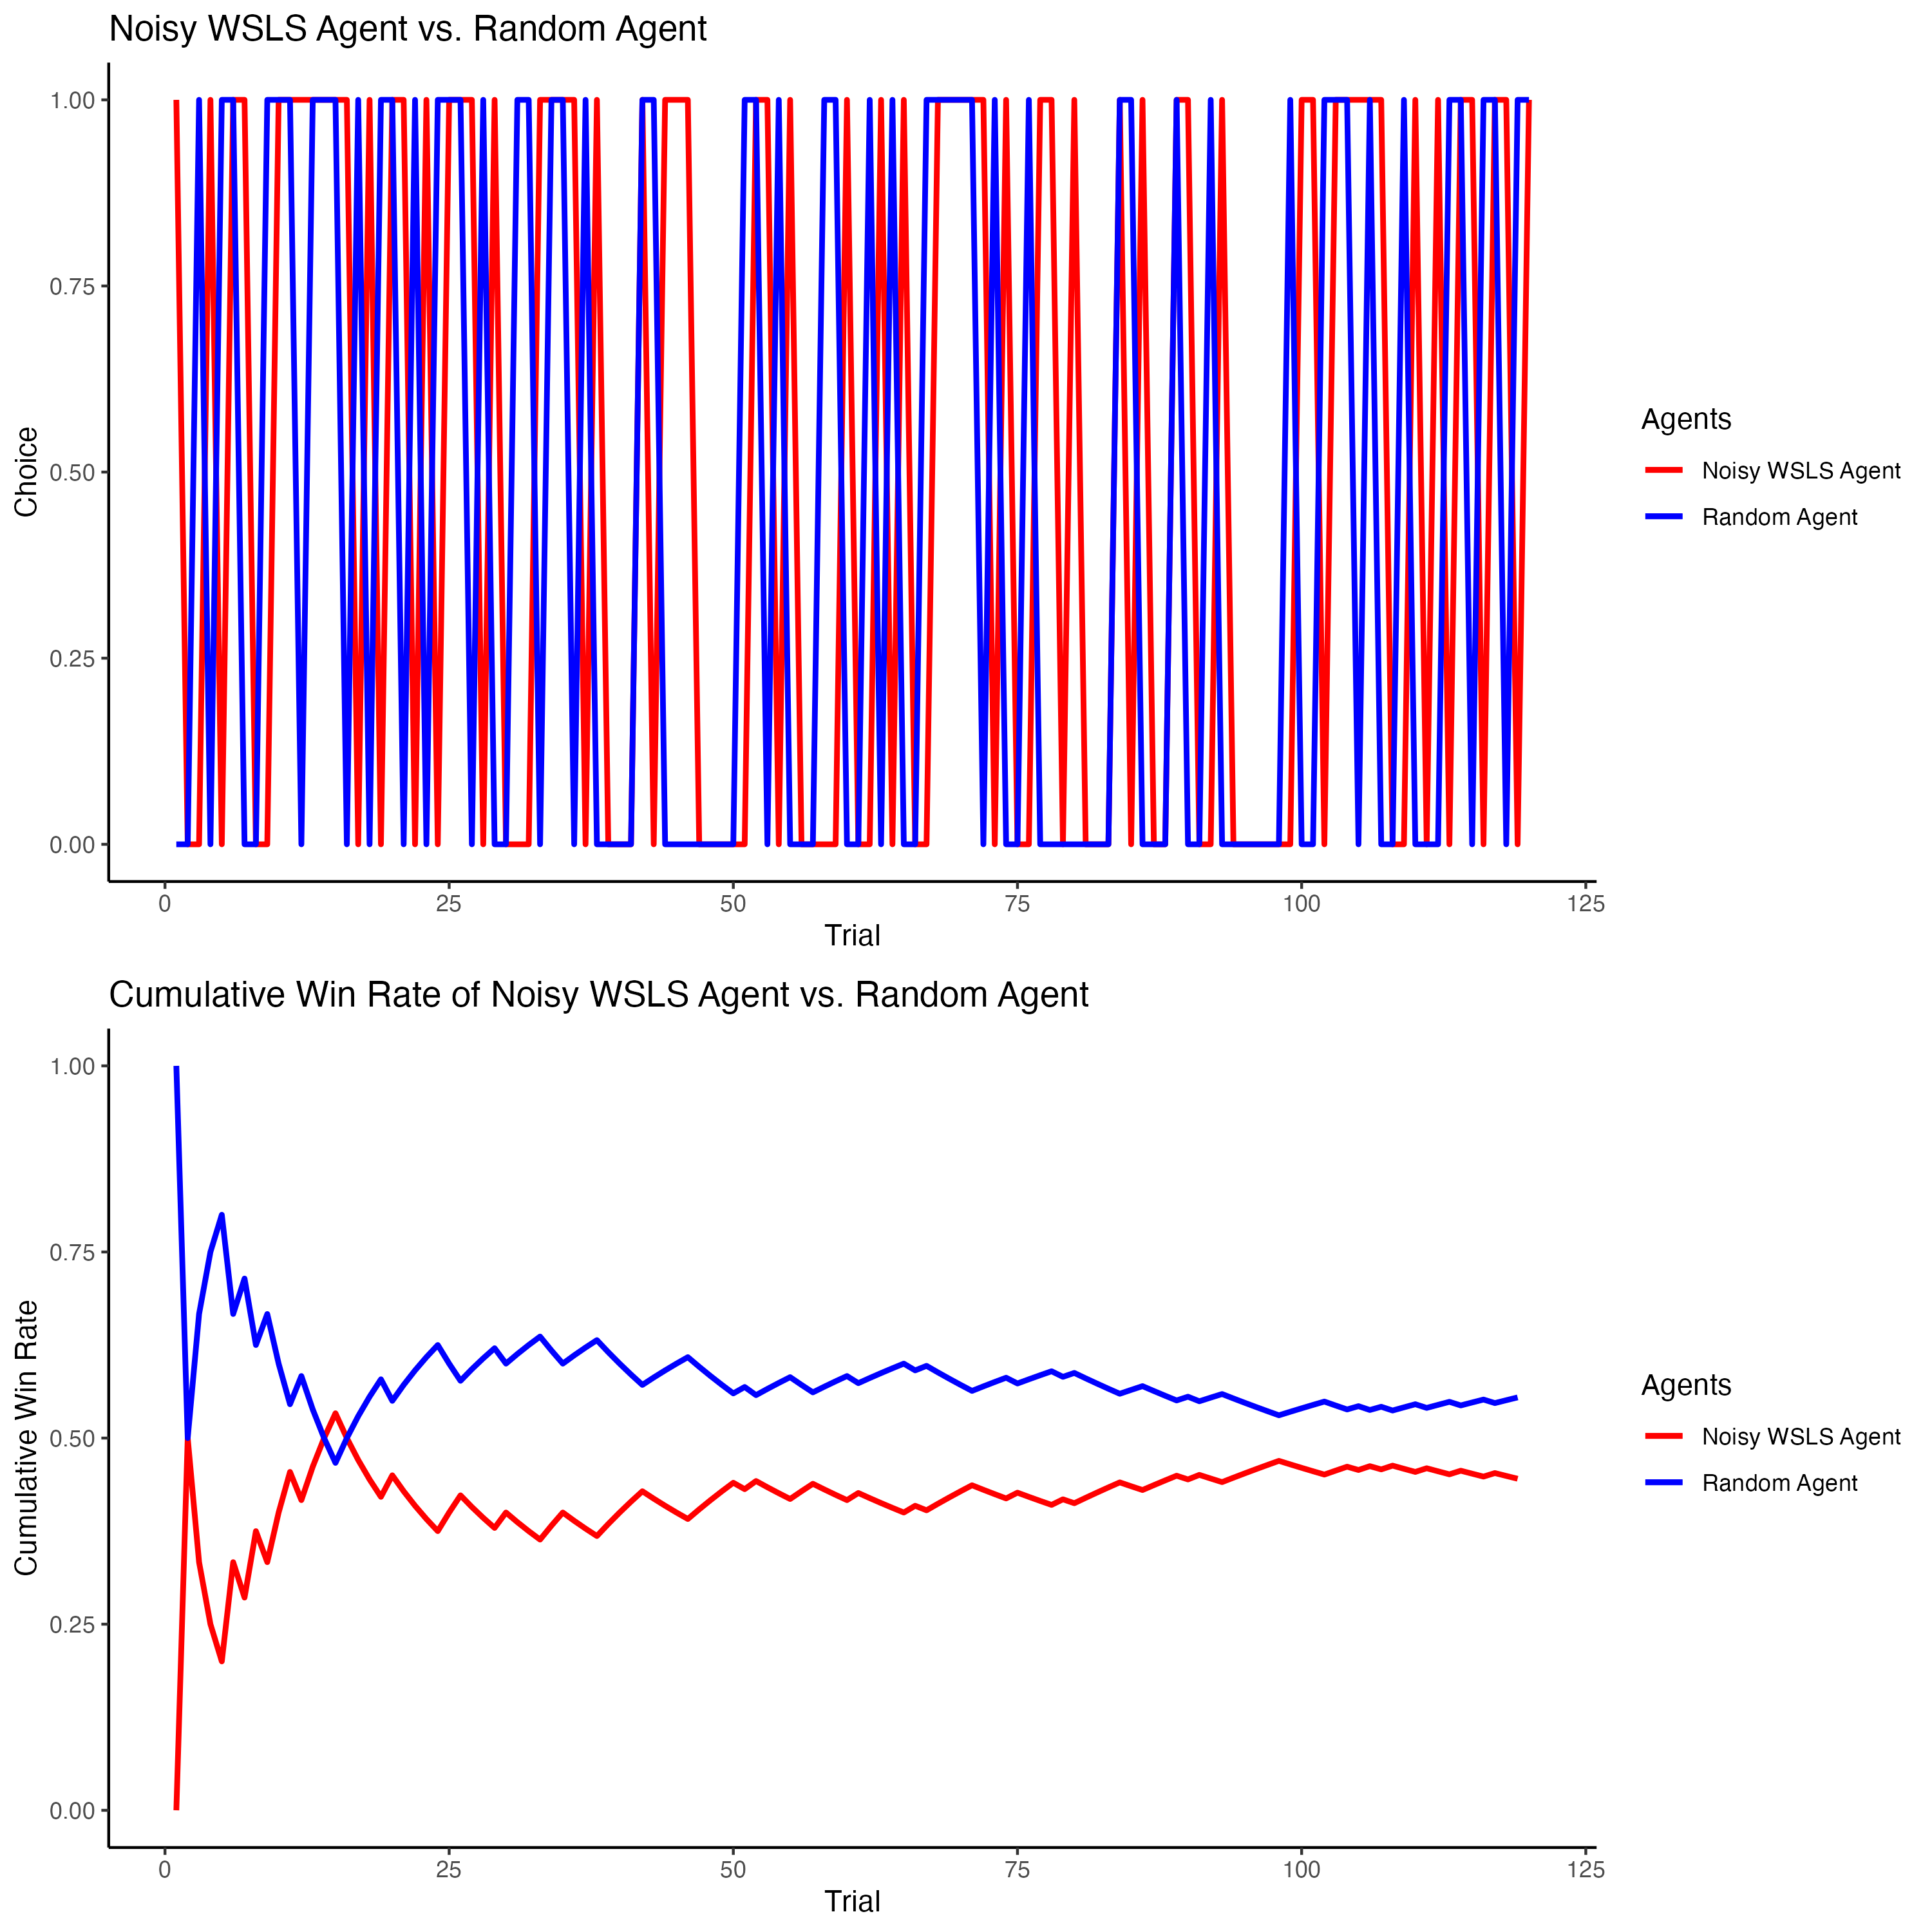 Noisy WSLS Agent vs. Random Agent
1.00
0.75
0.50
0.25
0.00
Choice
0 25 50 75 100 125
Trial
Agents
Noisy WSLS Agent
Random Agent
Cumulative Win Rate of Noisy WSLS Agent vs. Random Agent
1.00
0.75
0.50
0.25
0.00
Cumulative Win Rate
0 25 50 75 100 125
Trial
Agents
Noisy WSLS Agent
Random Agent